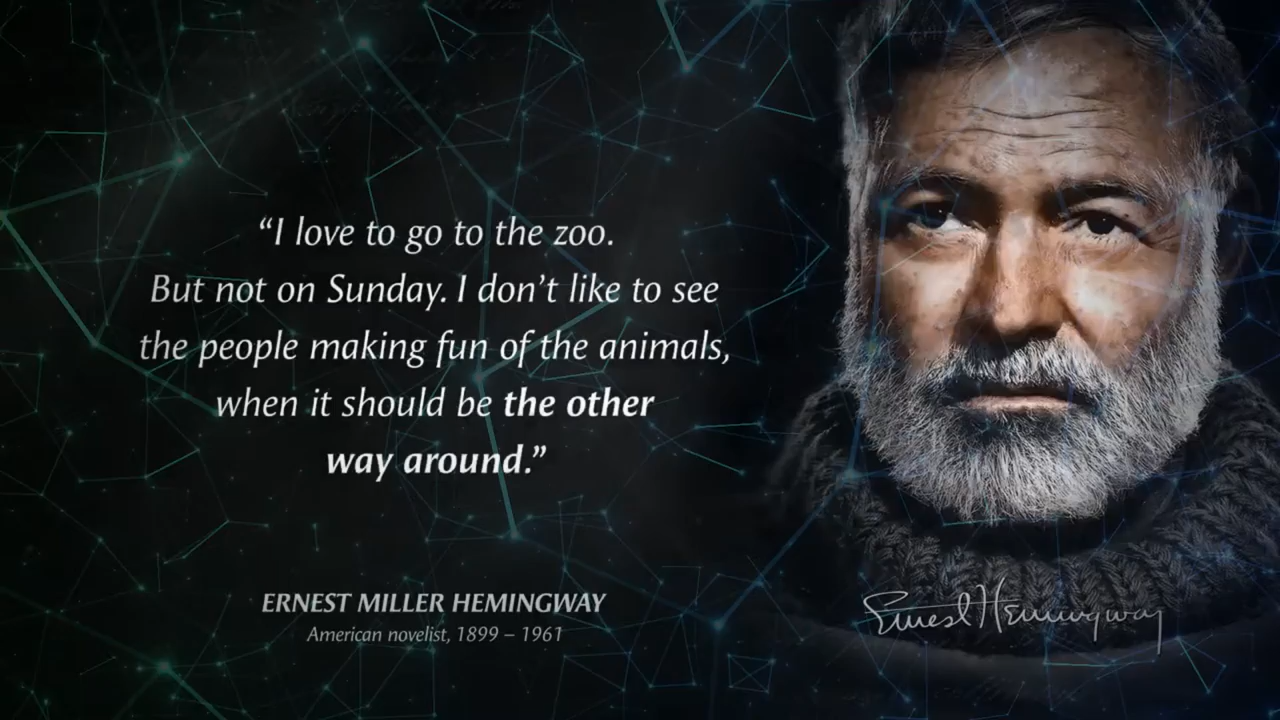 “I love to go to the zoo.
But not on Sunday. I don’t like to see
the people making fun of the animals,
when it should be the other
way around.”
ERNEST MILLER HEMINGWAY
American novelist, 1899 – 1961
Ernest Hemingway